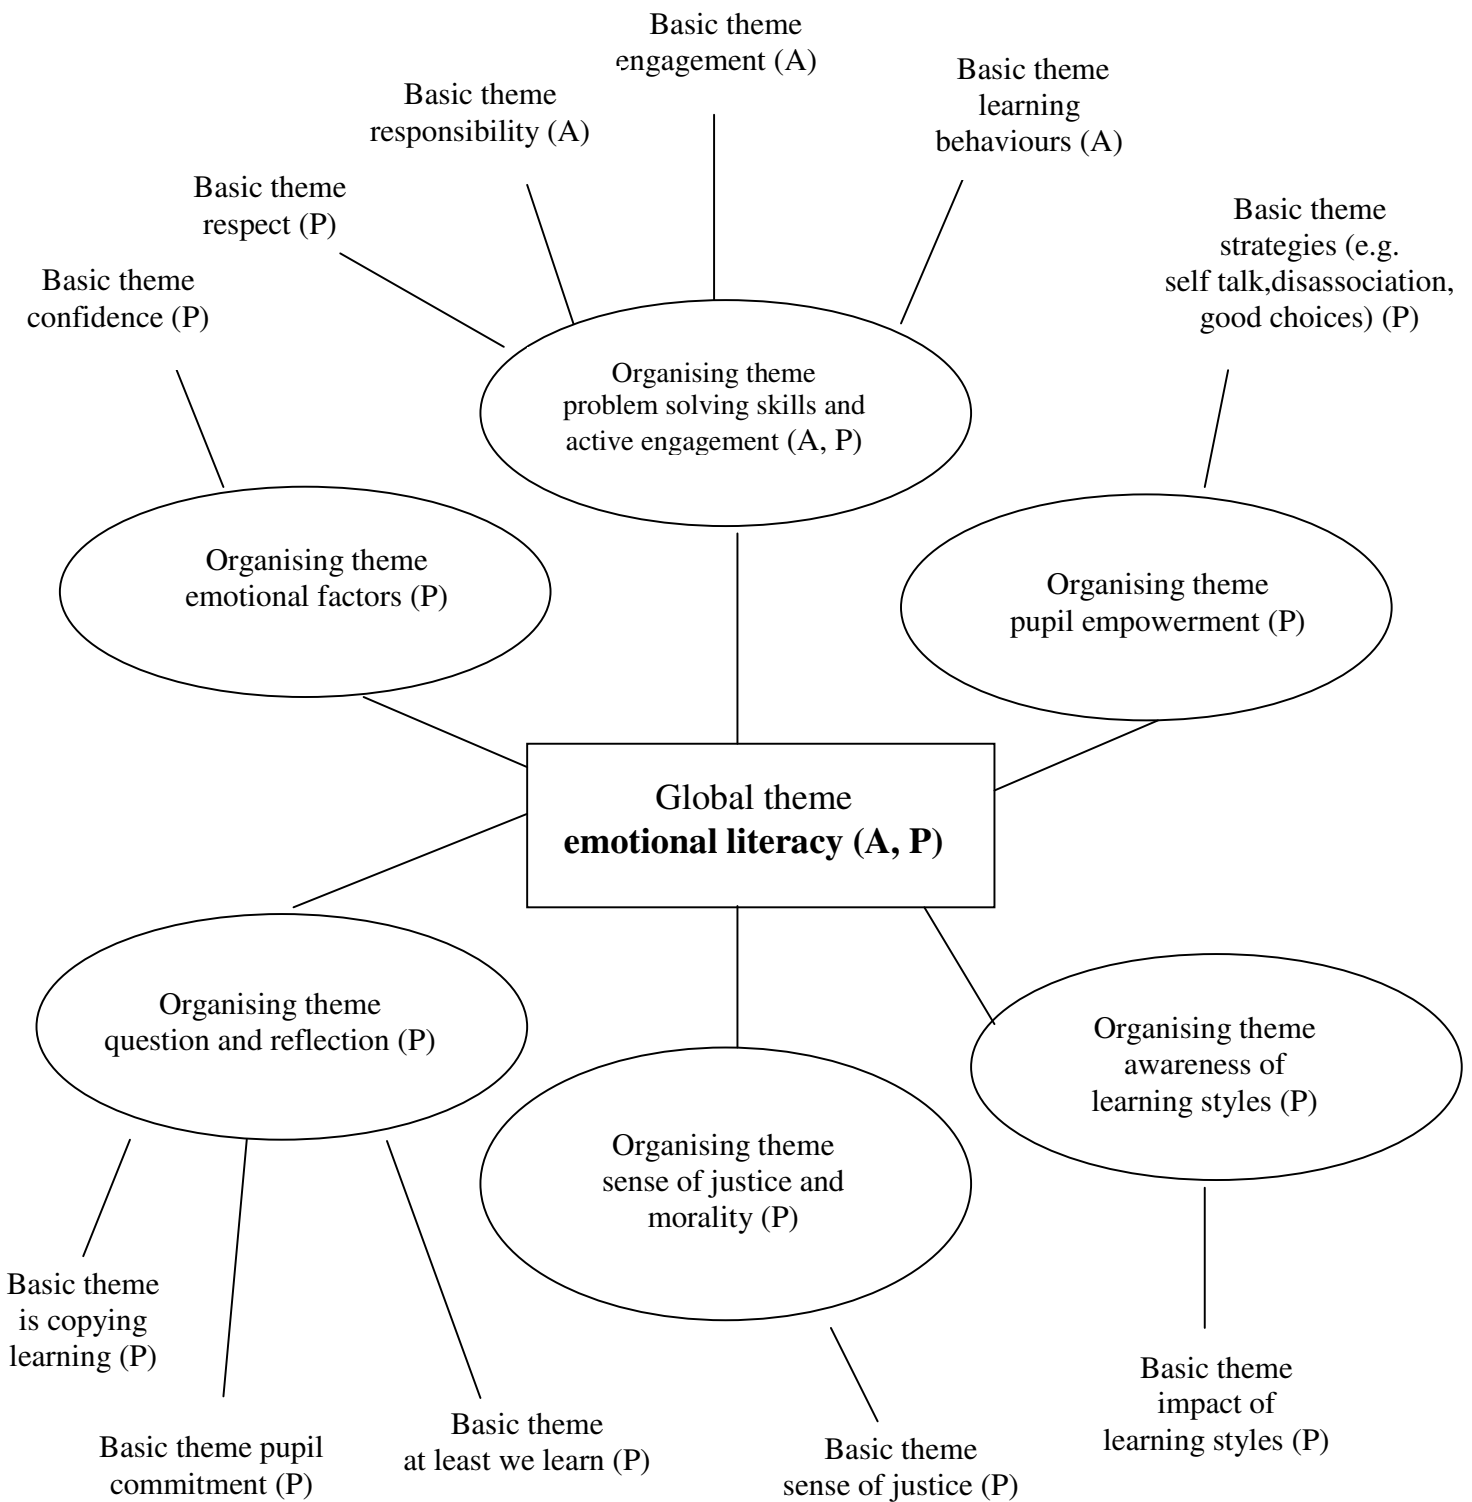 Basic theme
engagement (A)
Basic theme
learning
behaviours (A)
Basic theme
responsibility (A)
Basic theme
respect (P)
Basic theme
strategies (e.g.
self talk,disassociation,
good choices) (P)
Basic theme
confidence (P)
Organising theme
problem solving skills and
active engagement (A, P)
Organising theme
emotional factors (P)
Organising theme
pupil empowerment (P)
Global theme
emotional literacy (A, P)
Organising theme
question and reflection (P)
Organising theme
awareness of
learning styles (P)
Organising theme
sense of justice and
morality (P)
Basic theme
is copying
learning (P)
Basic theme pupil
commitment (P)
Basic theme
at least we learn (P)
Basic theme
sense of justice (P)
Basic theme
impact of
learning styles (P)